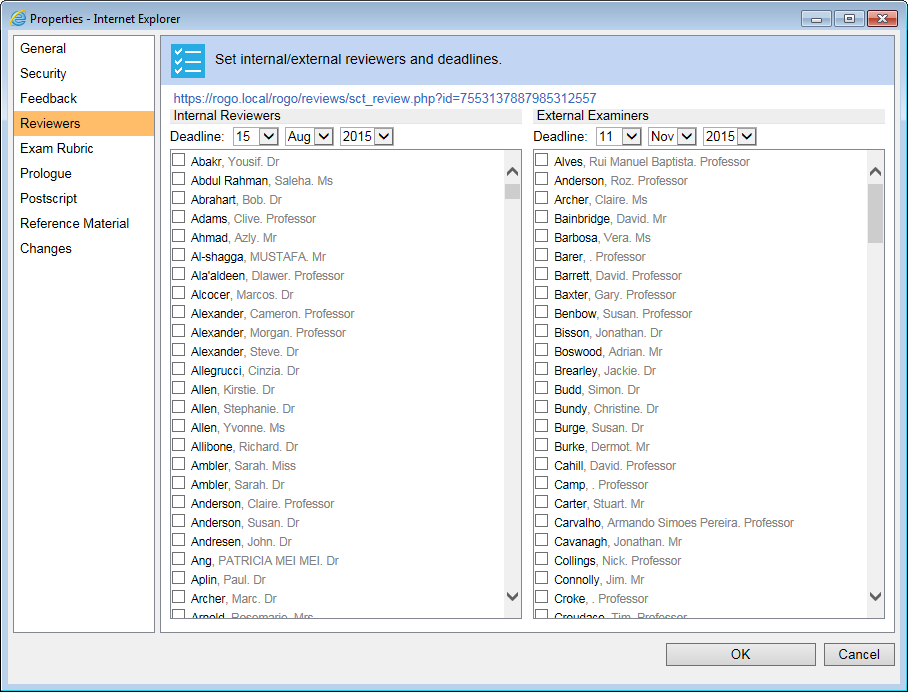 Properties - Internet Explorer
General
Security
Feedback
Reviewers
Exam Rubric
Prologue
Postscript
Reference Material
Changes
Set internal/external reviewers and deadlines.
https://rogo.local/rogo/reviews/sct_review.php?id=7553137887985312557
Internal Reviewers
Deadline: 15 Aug 2015
Abakr, Yousif. Dr
Abdul Rahman, Saleha. Ms
Abrahart, Bob. Dr
Adams, Clive. Professor
Ahmad, Azly. Mr
Al-shagga, MUSTAFA. Mr
Ala'aldeen, Dlawer. Professor
Alcocer, Marcos. Dr
Alexander, Cameron. Professor
Alexander, Morgan. Professor
Alexander, Steve. Dr
Allegrucci, Cinzia. Dr
Allen, Kirstie. Dr
Allen, Stephanie. Dr
Allen, Yvonne. Ms
Allibone, Richard. Dr
Ambler, Sarah. Miss
Ambler, Sarah. Dr
Anderson, Claire. Professor
Anderson, Susan. Dr
Andresen, John. Dr
Ang, PATRICIA MEI MEI. Dr
Aplin, Paul. Dr
Archer, Marc. Dr
Arnold, Rosemarie. Mrs
External Examiners
Deadline: 11 Nov 2015
Alves, Rui Manuel Baptista. Professor
Anderson, Roz. Professor
Archer, Claire. Ms
Bainbridge, David. Mr
Barbosa, Vera. Ms
Barer, . Professor
Barrett, David. Professor
Baxter, Gary. Professor
Benbow, Susan. Professor
Bisson, Jonathan. Dr
Boswood, Adrian. Mr
Brearley, Jackie. Dr
Budd, Simon. Dr
Bundy, Christine. Dr
Burge, Susan. Dr
Burke, Dermot. Mr
Cahill, David. Professor
Camp, . Professor
Carter, Stuart. Mr
Carvalho, Armando Simoes Pereira. Professor
Cavanagh, Jonathan. Mr
Collings, Nick. Professor
Connolly, Jim. Mr
Croke, . Professor
Croudace, Tim. Professor
OK
Cancel